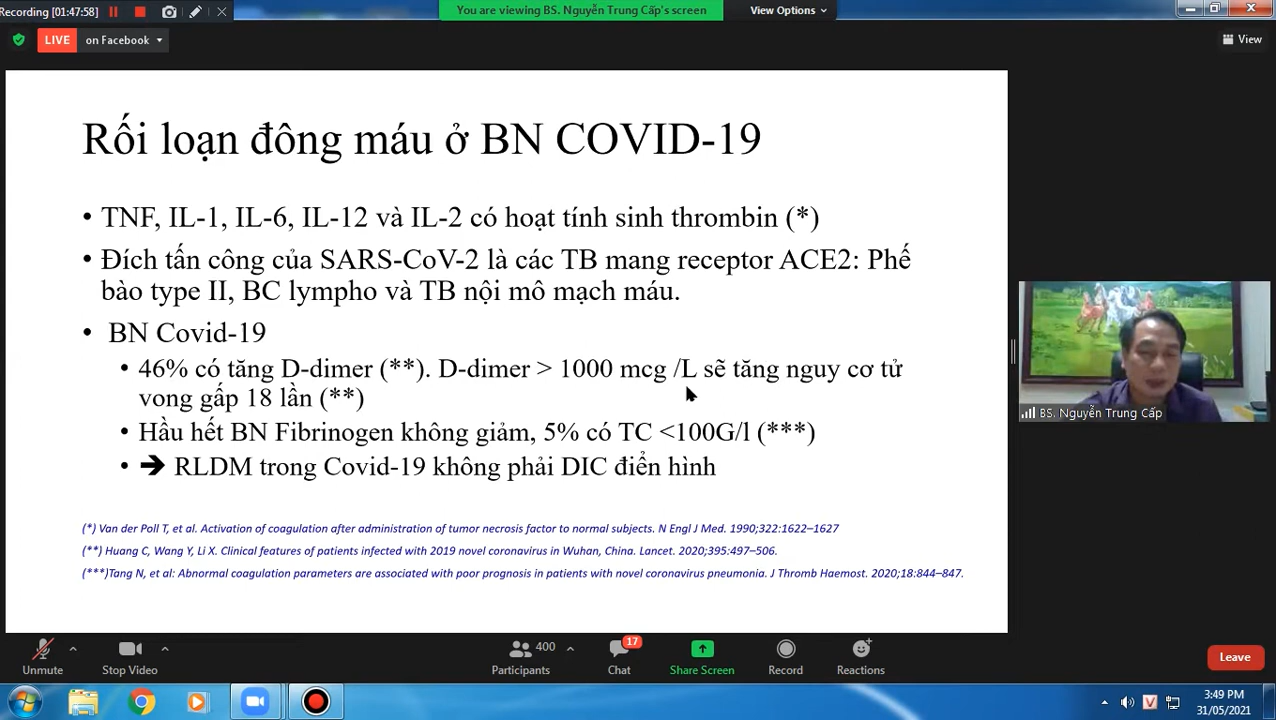 Recording [01:47:58]
You are viewing BS. Nguyễn Trung Cấp's screen
View Options
LIVE
on Facebook
View
Rối loạn đông máu ở BN COVID-19
• TNF, IL-1, IL-6, IL-12 và IL-2 có hoạt tính sinh thrombin (*)
• Đích tấn công của SARS-CoV-2 là các TB mang receptor ACE2: Phế
bào type II, BC lympho và TB nội mô mạch máu.
• BN Covid-19
• 46% có tăng D-dimer (**). D-dimer > 1000 mcg /L sẽ tăng nguy cơ tử
vong gấp 18 lần (**)
• Hầu hết BN Fibrinogen không giảm, 5% có TC <100G/l (***)
• ➔ RLDM trong Covid-19 không phải DIC điển hình
(*) Van der Poll T, et al. Activation of coagulation after administration of tumor necrosis factor to normal subjects. N Engl J Med. 1990;322:1622–1627
(**) Huang C, Wang Y, Li X. Clinical features of patients infected with 2019 novel coronavirus in Wuhan, China. Lancet. 2020;395:497–506.
(***)Tang N, et al: Abnormal coagulation parameters are associated with poor prognosis in patients with novel coronavirus pneumonia. J Thromb Haemost. 2020;18:844–847.
BS. Nguyễn Trung Cấp
Unmute
Stop Video
400
Participants
17
Chat
Share Screen
Record
Reactions
Leave
V
3:49 PM
31/05/2021